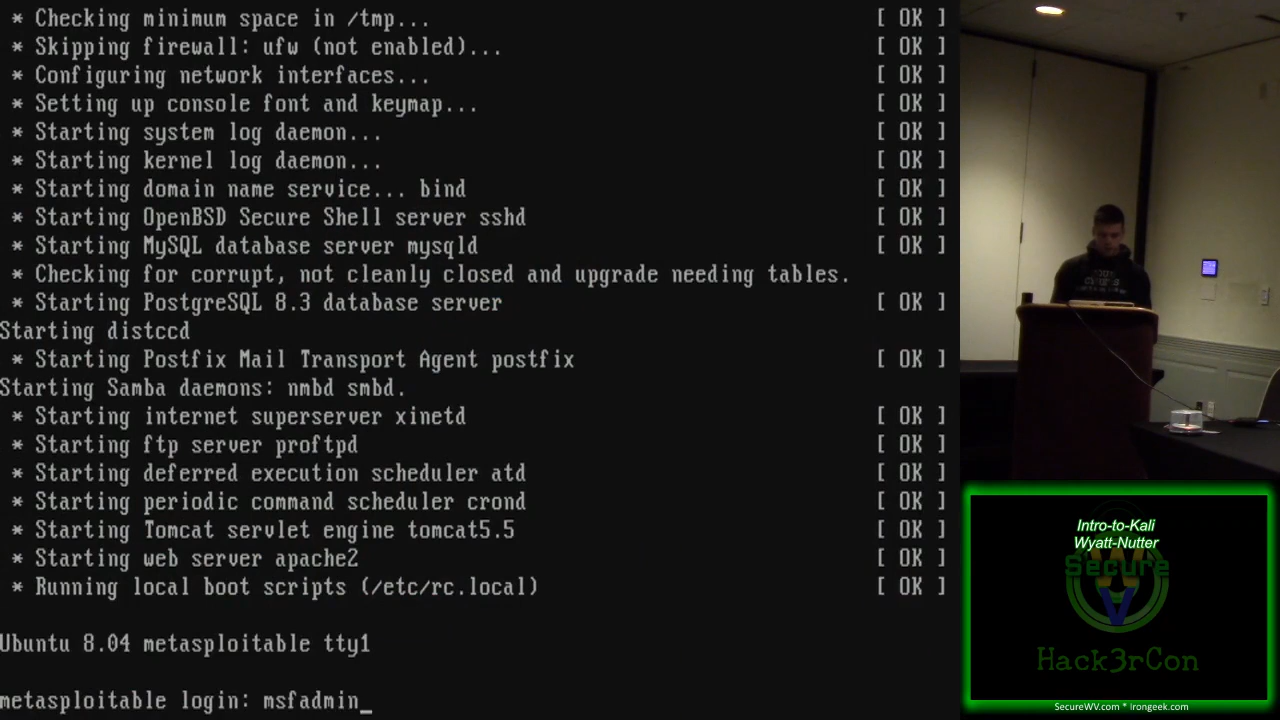 * Checking minimum space in /tmp... [ OK ]
* Skipping firewall: ufw (not enabled)... [ OK ]
* Configuring network interfaces... [ OK ]
* Setting up console font and keymap... [ OK ]
* Starting system log daemon... [ OK ]
* Starting kernel log daemon... [ OK ]
* Starting domain name service... bind [ OK ]
* Starting OpenBSD Secure Shell server sshd [ OK ]
* Starting MySQL database server mysqld [ OK ]
* Checking for corrupt, not cleanly closed and upgrade needing tables.
* Starting PostgreSQL 8.3 database server [ OK ]
Starting distccd
* Starting Postfix Mail Transport Agent postfix [ OK ]
Starting Samba daemons: nmbd smbd.
* Starting internet superserver xinetd [ OK ]
* Starting ftp server proftpd [ OK ]
* Starting deferred execution scheduler atd [ OK ]
* Starting periodic command scheduler crond [ OK ]
* Starting Tomcat servlet engine tomcat5.5 [ OK ]
* Starting web server apache2 [ OK ]
* Running local boot scripts (/etc/rc.local) [ OK ]
Ubuntu 8.04 metasploitable tty1
metasploitable login: msfadmin_
Intro-to-Kali
Wyatt-Nutter
Secure
W
V
Hack3rCon
SecureWV.com * irongeek.com